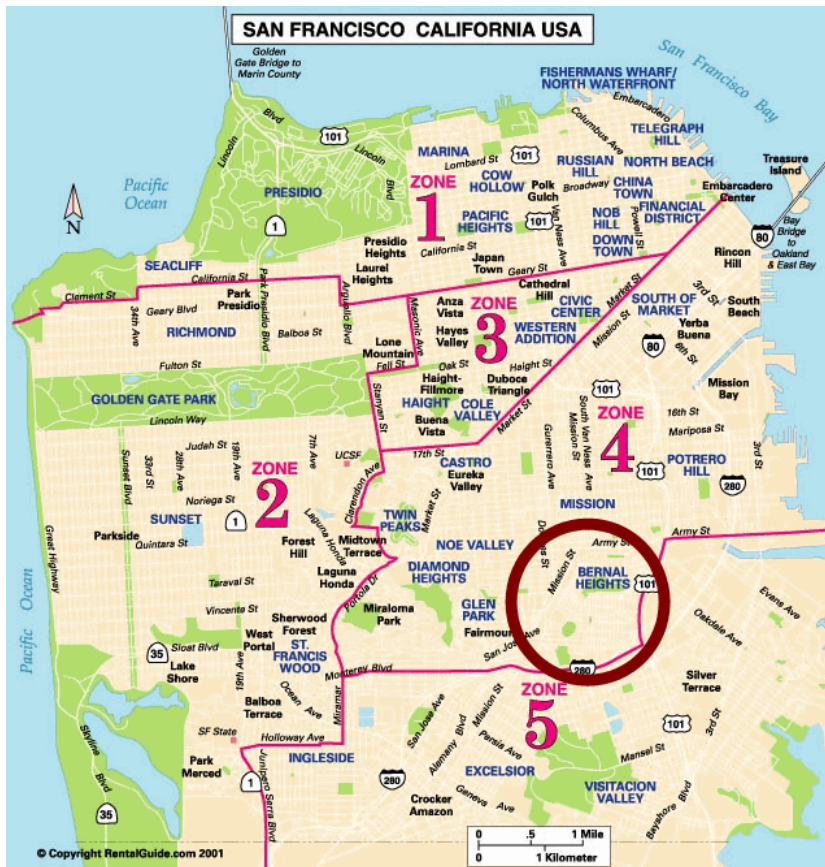 SAN FRANCISCO CALIFORNIA USA
Golden
Gate Bridge to
Marin County
San Francisco Bay
FISHERMANS WHARF/
NORTH WATERFRONT
Embarcadero
Columbus Ave
TELEGRAPH
HILL
Lincoln
Blvd
101
Lincoln
Blvd
MARINA
Lombard St
101
RUSSIAN
HILL
NORTH BEACH
Treasure
Island
Pacific
Ocean
PRESIDIO
ZONE
1
COW
HOLLOW
Polk
Gulch
Broadway
CHINA
TOWN
Embarcadero
Center
N
1
PACIFIC
HEIGHTS
101
Van Ness Ave
NOB
HILL
Powell St
FINANCIAL
DISTRICT
DOWN
TOWN
80
Bay
Bridge
to
Oakland
& East Bay
Presidio
Heights
California St
Japan
Town
Geary St
Rincon
Hill
SEACLIFF
California St
Laurel
Heights
Clement St
Park
Presidio
Park Presidio Blvd
Arguello Blvd
Masonic Ave
Cathedral
Hill
Market St
3rd St
34th Ave
Geary Blvd
RICHMOND
Balboa St
Anza
Vista
ZONE
3
CIVIC
CENTER
SOUTH OF
MARKET
South
Beach
Hayes
Valley
WESTERN
ADDITION
Mission St
Yerba
Buena
Lone
Mountain
Fell St
80
6th St
Fulton St
Oak St
Haight St
GOLDEN GATE PARK
Stanyan St
Haight-
Fillmore
Duboce
Triangle
101
Mission
Bay
HAIGHT
COLE
VALLEY
Market St
Lincoln Way
Buena
Vista
South Van Ness Ave
Mission St
Guerrero Ave
ZONE
4
16th St
Mariposa St
3rd St
Sunset Blvd
33rd St
28th Ave
Judah St
19th Ave
7th Ave
UCSF
17th St
CASTRO
Eureka
Valley
101
POTRERO
HILL
280
ZONE
2
Clarendon Ave
Noriega St
SUNSET
1
Laguna Honda
TWIN
PEAKS
Market St
MISSION
Great Highway
Parkside
Quintara St
Forest
Hill
Midtown
Terrace
NOE VALLEY
Army St
Army St
Mission St
DIAMOND
HEIGHTS
BERNAL
HEIGHTS
101
Laguna
Honda
Taraval St
Portola Dr
Pacific Ocean
Vincente St
Miraloma
Park
GLEN
PARK
Evans Ave
Oakdale Ave
Sherwood
Forest
West
Portal
San Jose Ave
35
Sloat Blvd
ST.
FRANCIS
WOOD
Lake
Shore
19th Ave
Monterey Blvd
280
Silver
Terrace
Balboa
Terrace
Ocean Ave
Miramar
San Jose Ave
Mission St
ZONE
5
101
3rd St
SF State
Holloway Ave
Alemany Blvd
Persia Ave
Mansel St
Skyline
Blvd
Park
Merced
INGLESIDE
EXCELSIOR
1
Junipero Serra Blvd
280
Geneva Ave
VISITACION
VALLEY
Bayshore Blvd
35
Crocker
Amazon
0 .5 1 Mile
0 1 Kilometer
© Copyright RentalGuide.com 2001